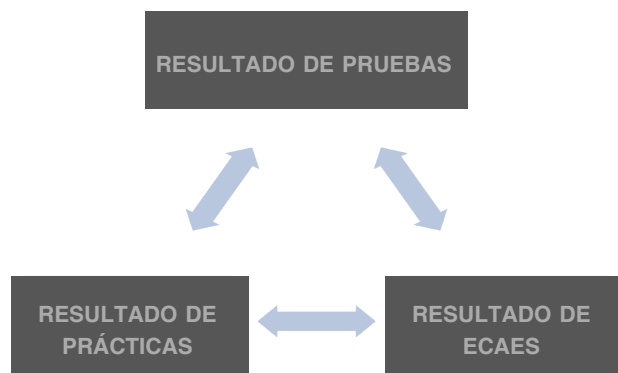 RESULTADO DE PRUEBAS
RESULTADO DE
PRÁCTICAS
RESULTADO DE
ECAES